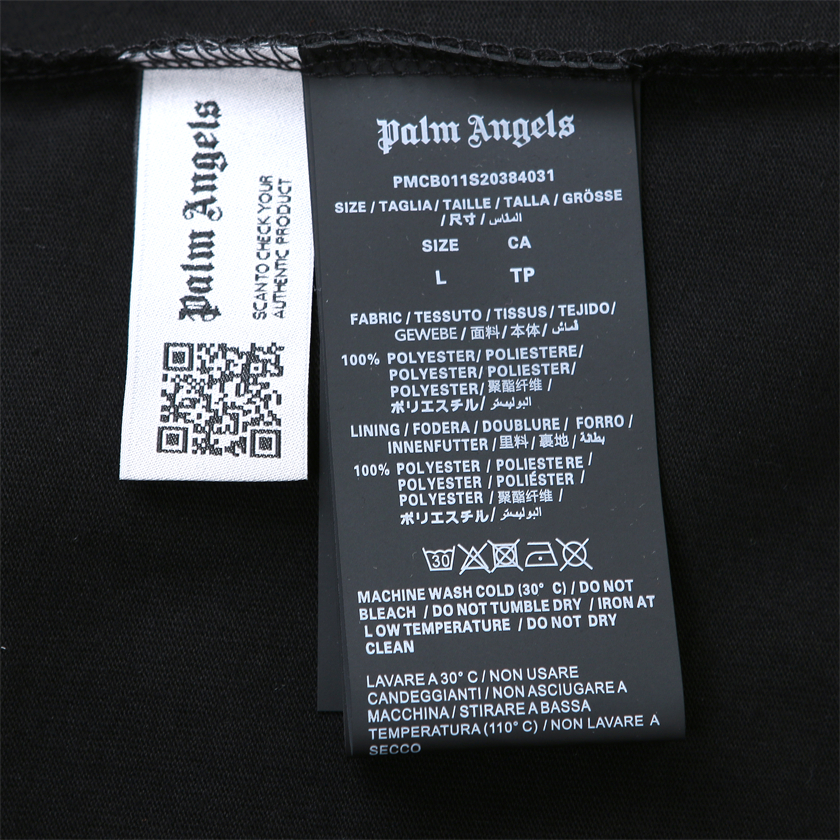 Palm Angels
SCAN TO CHECK YOUR
AUTHENTIC PRODUCT
Palm Angels
PMCB011S20384031
SIZE / TAGLIA / TAILLE / TALLA / GRÖSSE
/ 尺寸 / المقاس
SIZE CA
L TP
FABRIC / TESSUTO / TISSUS / TEJIDO/
GEWEBE / 面料 / 本体 / قماش
100% POLYESTER/ POLIESTERE/
POLYESTER/ POLIESTER/
POLYESTER/ 聚酯纤维 /
ポリエステル/ البوليستر
LINING / FODERA / DOUBLURE / FORRO /
INNENFUTTER / 里料 / 裏地 / بطانة
100% POLYESTER / POLIESTERE /
POLYESTER / POLIÉSTER /
POLYESTER / 聚酯纤维 /
ポリエステル/ البوليستر
30
MACHINE WASH COLD (30° C) / DO NOT
BLEACH / DO NOT TUMBLE DRY / IRON AT
LOW TEMPERATURE / DO NOT DRY
CLEAN
LAVARE A 30° C / NON USARE
CANDEGGIANTI / NON ASCIUGARE A
MACCHINA / STIRARE A BASSA
TEMPERATURA (110° C) / NON LAVARE A
SECCO